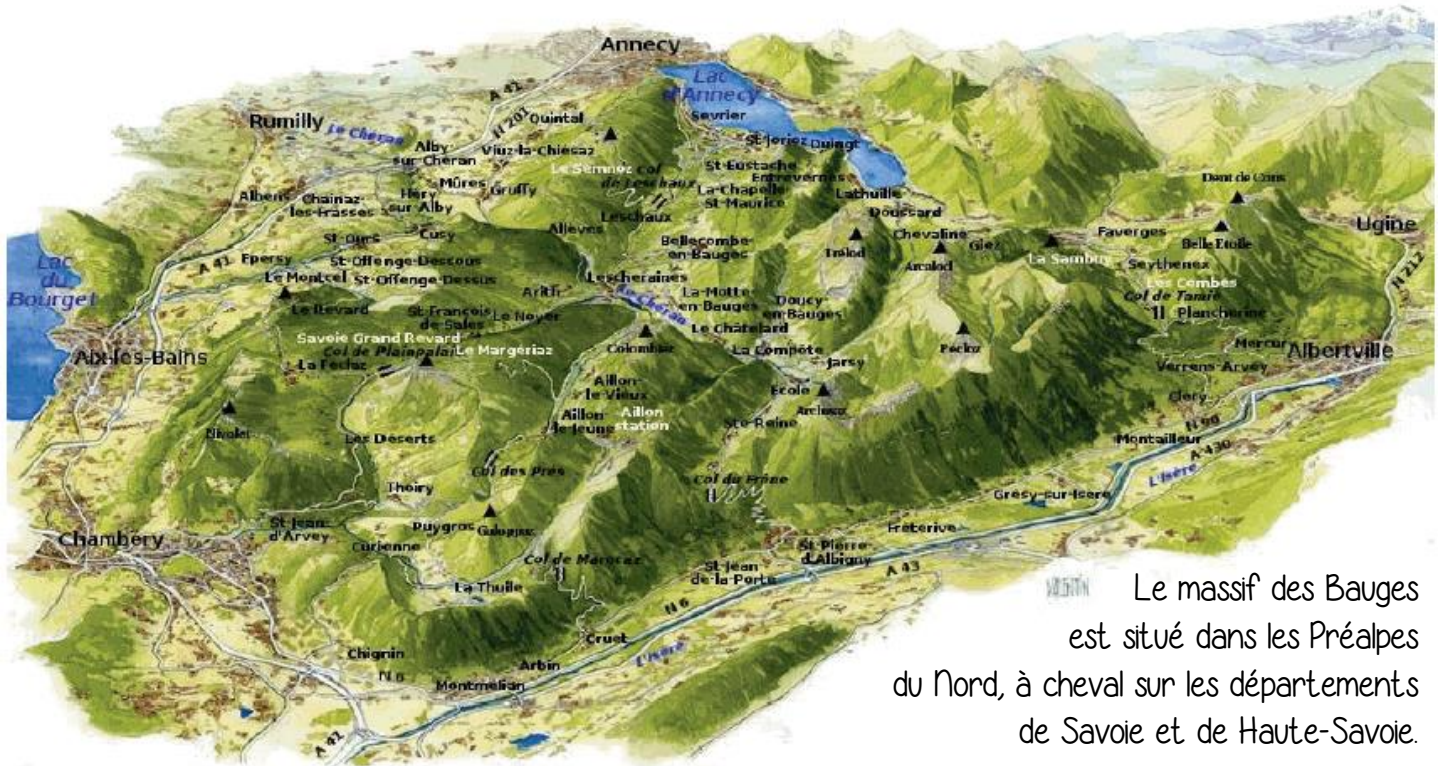 Annecy
Lac
d'Annecy
Sevrier
A 41
N 201
Quintal
Rumilly
Le Chéran
Alby
sur-Chéran
Viuz-la-Chiésaz
St-Jorioz
Duingt
Le Semnoz
Col
de Leschaux
St-Eustache
Entrevernes
La-Chapelle
St-Maurice
Lathuille
Dent de Cons
Albens
Chainaz-
les-Frasses
Mûres
Héry
sur-Alby
Gruffy
Leschaux
Doussard
Chevaline
Giez
Faverges
Belle Etoile
Ugine
St-Ours
Cusy
Allèves
Bellecombe-
en-Bauges
Trélod
Arcalod
La Sambuy
Seythenex
Lac
du
Bourget
A 41
Epersy
St-Offenge-Dessous
Le Montcel
St-Offenge-Dessus
Lescheraines
Les Combes
Col de Tamié
N 212
Arith
Le Chéran
La-Motte-
en-Bauges
Doucy
en-Bauges
Plancherine
Le Revard
St-François
de-Sales
Le Noyer
Le Châtelard
Mercury
Albertville
Savoie Grand Revard
Col de Plainpalais
Le Margériaz
Colombier
La Compôte
Pécloz
Aix-les-Bains
La Féclaz
Jarsy
Verrens-Arvey
Aillon-
le-Vieux
Ecole
Cléry
Nivolet
Aillon-
le-Jeune
Aillon
station
Arclusaz
Ste-Reine
N 90
Les Déserts
Montailleur
A 430
Col des Prés
Col du Frêne
L'Isère
Thoiry
Grésy-sur-Isère
St-Jean-
d'Arvey
Puygros
Galoppaz
Fréterive
Chambéry
Curienne
Col de Marocaz
St-Pierre-
d'Albigny
St-Jean
de-la-Porte
A 43
La Thuile
N 6
Cruet
L'Isère
Chignin
Arbin
N 6
Montmélian
A 41
Le massif des Bauges
est situé dans les Préalpes
du Nord, à cheval sur les départements
de Savoie et de Haute-Savoie.